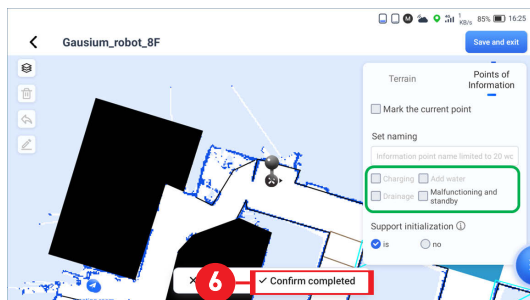 1
KB/s 85% 16:25
Gausium_robot_8F
Save and exit
Terrain
Points of
Information
Mark the current point
Set naming
Information point name limited to 20 wc
Charging Add water
Drainage Malfunctioning and
standby
Support initialization
is no
6
Confirm completed